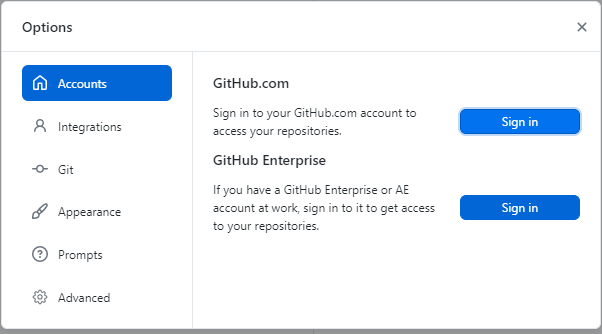 Options
Accounts
Integrations
Git
Appearance
Prompts
Advanced
GitHub.com
Sign in to your GitHub.com account to
access your repositories.
Sign in
GitHub Enterprise
If you have a GitHub Enterprise or AE
account at work, sign in to it to get access
to your repositories.
Sign in